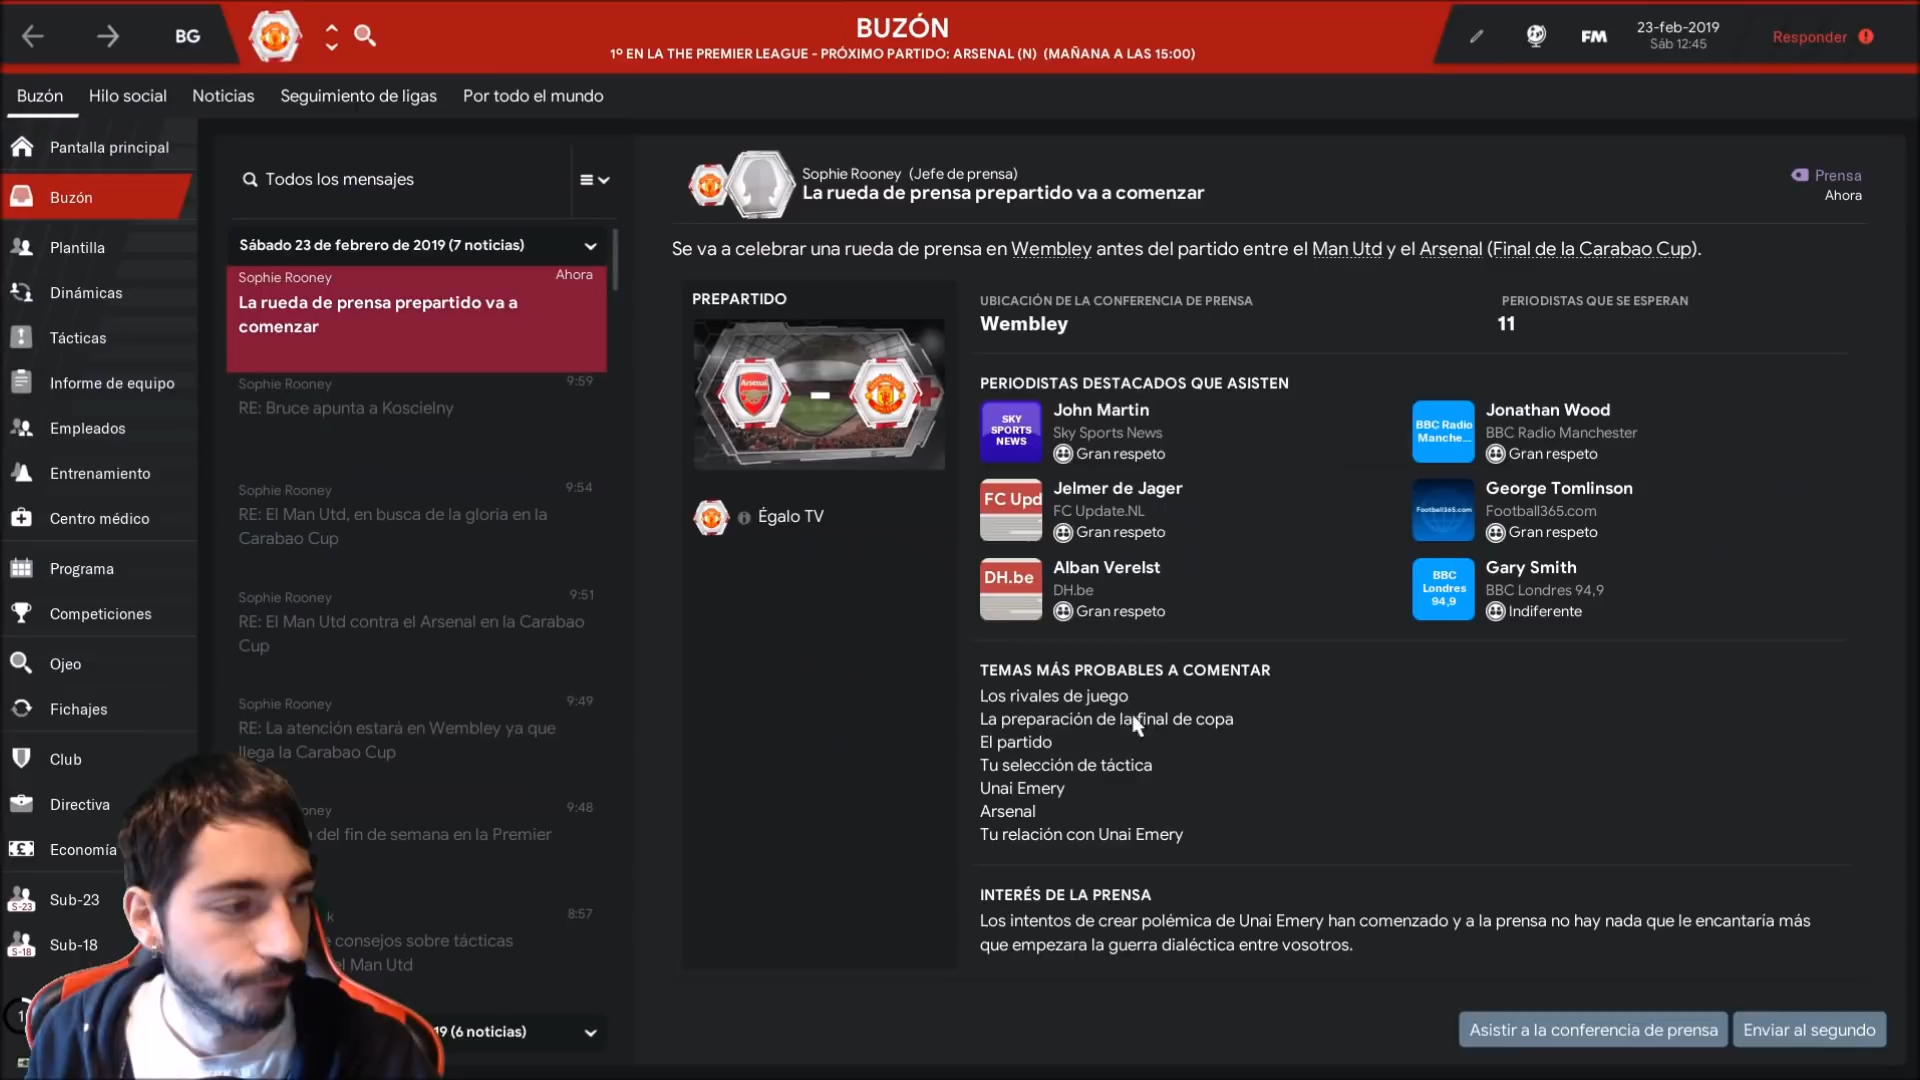 BG
BUZÓN
1º EN LA THE PREMIER LEAGUE - PRÓXIMO PARTIDO: ARSENAL (N) (MAÑANA A LAS 15:00)
FM
23-feb-2019
Sáb 12:45
Responder
Buzón
Hilo social
Noticias
Seguimiento de ligas
Por todo el mundo
Pantalla principal
Buzón
Plantilla
Dinámicas
Tácticas
Informe de equipo
Empleados
Entrenamiento
Centro médico
Programa
Competiciones
Ojeo
Fichajes
Club
Directiva
Economía
S-23
Sub-23
S-18
Sub-18
Todos los mensajes
Sábado 23 de febrero de 2019 (7 noticias)
Sophie Rooney
Ahora
La rueda de prensa prepartido va a
comenzar
Sophie Rooney
9:59
RE: Bruce apunta a Koscielny
Sophie Rooney
9:54
RE: El Man Utd, en busca de la gloria en la
Carabao Cup
Sophie Rooney
9:51
RE: El Man Utd contra el Arsenal en la Carabao
Cup
Sophie Rooney
9:49
RE: La atención estará en Wembley ya que
llega la Carabao Cup
oney
9:48
del fin de semana en la Premier
k
8:57
consejos sobre tácticas
el Man Utd
19 (6 noticias)
Sophie Rooney (Jefe de prensa)
La rueda de prensa prepartido va a comenzar
Prensa
Ahora
Se va a celebrar una rueda de prensa en Wembley antes del partido entre el Man Utd y el Arsenal (Final de la Carabao Cup).
PREPARTIDO
Arsenal
Égalo TV
UBICACIÓN DE LA CONFERENCIA DE PRENSA
Wembley
PERIODISTAS QUE SE ESPERAN
11
PERIODISTAS DESTACADOS QUE ASISTEN
SKY
SPORTS
NEWS
John Martin
Sky Sports News
Gran respeto
BBC Radio
Manche...
Jonathan Wood
BBC Radio Manchester
Gran respeto
FC Upd
Jelmer de Jager
FC Update.NL
Gran respeto
Football365.com
George Tomlinson
Football365.com
Gran respeto
DH.be
Alban Verelst
DH.be
Gran respeto
BBC
Londres
94,9
Gary Smith
BBC Londres 94,9
Indiferente
TEMAS MÁS PROBABLES A COMENTAR
Los rivales de juego
La preparación de la final de copa
El partido
Tu selección de táctica
Unai Emery
Arsenal
Tu relación con Unai Emery
INTERÉS DE LA PRENSA
Los intentos de crear polémica de Unai Emery han comenzado y a la prensa no hay nada que le encantaría más
que empezara la guerra dialéctica entre vosotros.
Asistir a la conferencia de prensa
Enviar al segundo